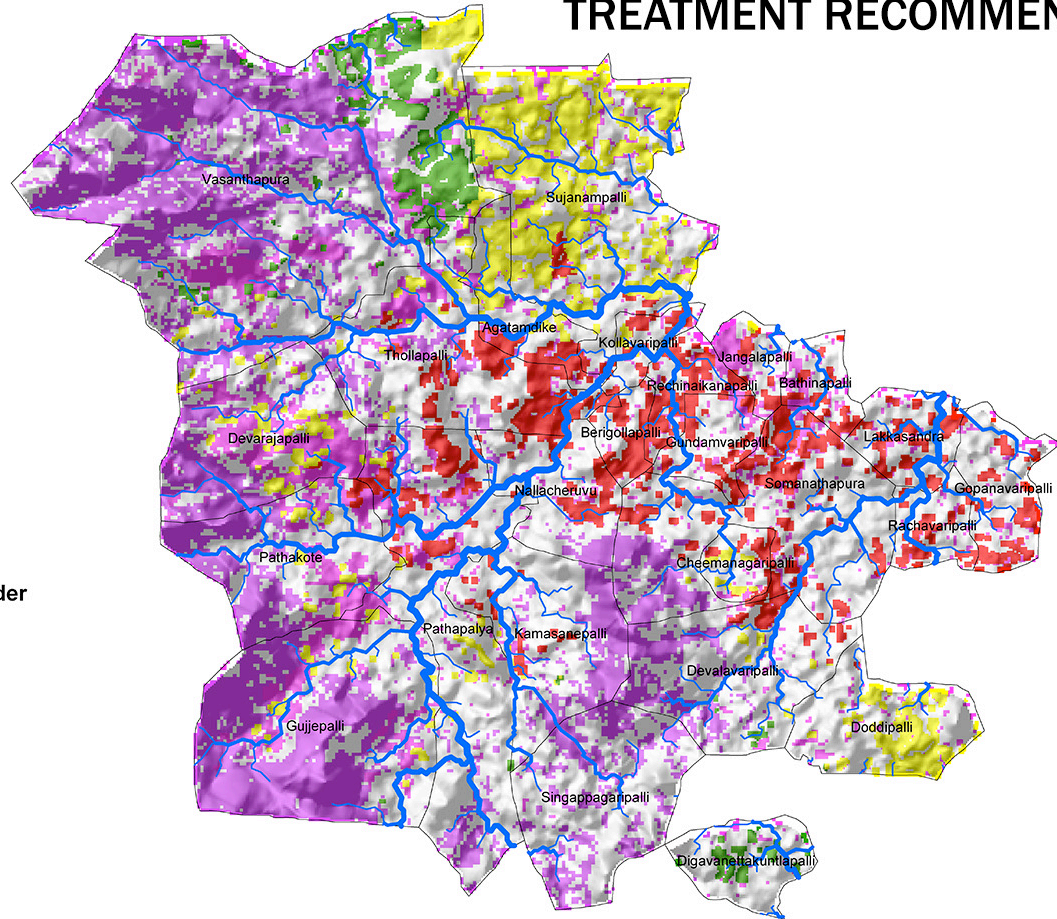 TREATMENT RECOMMEN
Vasanthapura
Sujanampalli
Agatamdike
Kollavaripalli
Thollapalli
Jangalapalli
Rechinaikanapalli
Bathinapalli
Berigollapalli
Devarajapalli
Gundamvaripalli
Lakkasandra
Somanathapura
Nallacheruvu
Gopanavaripalli
Rachavaripalli
Pathakote
Cheemanagaripalli
der
Pathapalya
Kamasanepalli
Devalavaripalli
Gujjepalli
Doddipalli
Singappagaripalli
Digavanettakuntlapalli